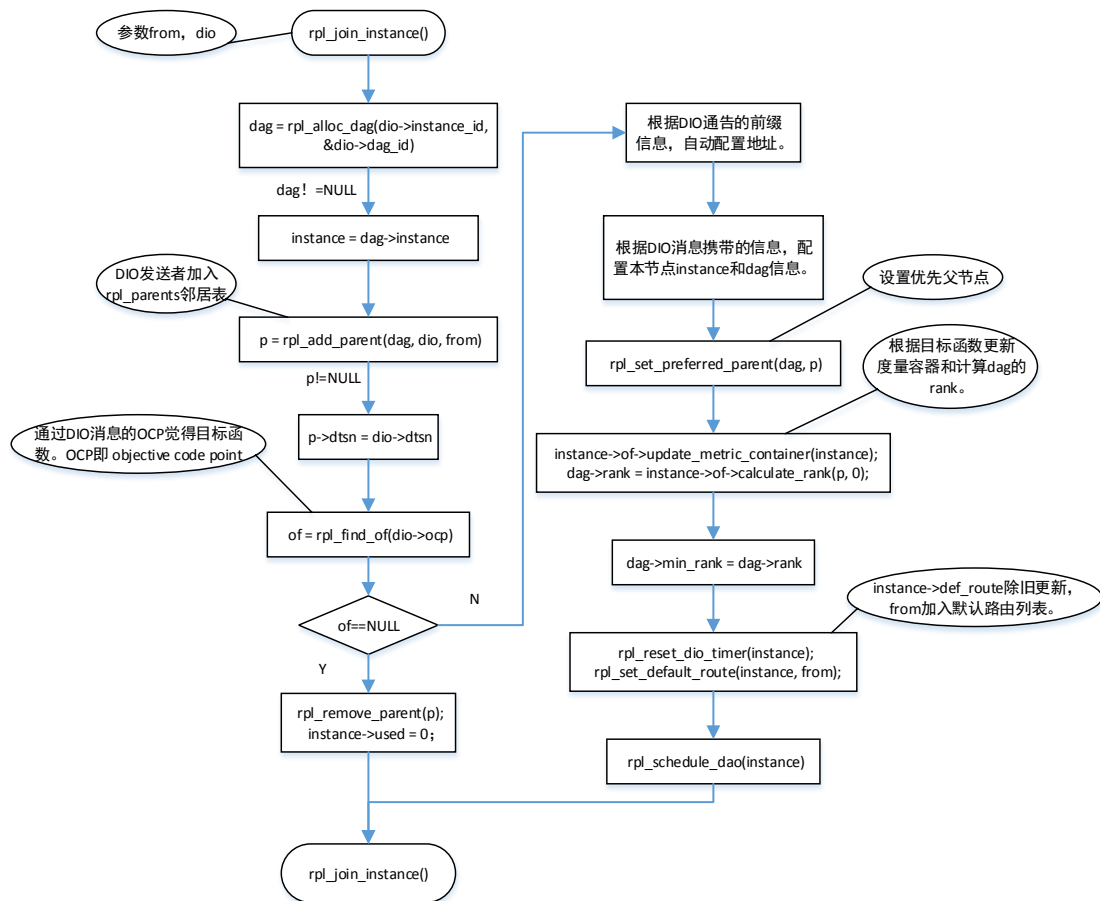 参数from，dio
rpl_join_instance()
dag = rpl_alloc_dag(dio->instance_id,
&dio->dag_id)
dag！=NULL
instance = dag->instance
DIO发送者加入
rpl_parents邻居表
p = rpl_add_parent(dag, dio, from)
p!=NULL
p->dtsn = dio->dtsn
通过DIO消息的OCP觉得目标函
数。OCP即 objective code point
of = rpl_find_of(dio->ocp)
of==NULL
N
Y
rpl_remove_parent(p);
instance->used = 0；
根据DIO通告的前缀
信息，自动配置地址。
根据DIO消息携带的信息，配
置本节点instance和dag信息。
设置优先父节点
rpl_set_preferred_parent(dag, p)
根据目标函数更新
度量容器和计算dag的
rank。
instance->of->update_metric_container(instance);
dag->rank = instance->of->calculate_rank(p, 0);
dag->min_rank = dag->rank
instance->def_route除旧更新，
from加入默认路由列表。
rpl_reset_dio_timer(instance);
rpl_set_default_route(instance, from);
rpl_schedule_dao(instance)
rpl_join_instance()